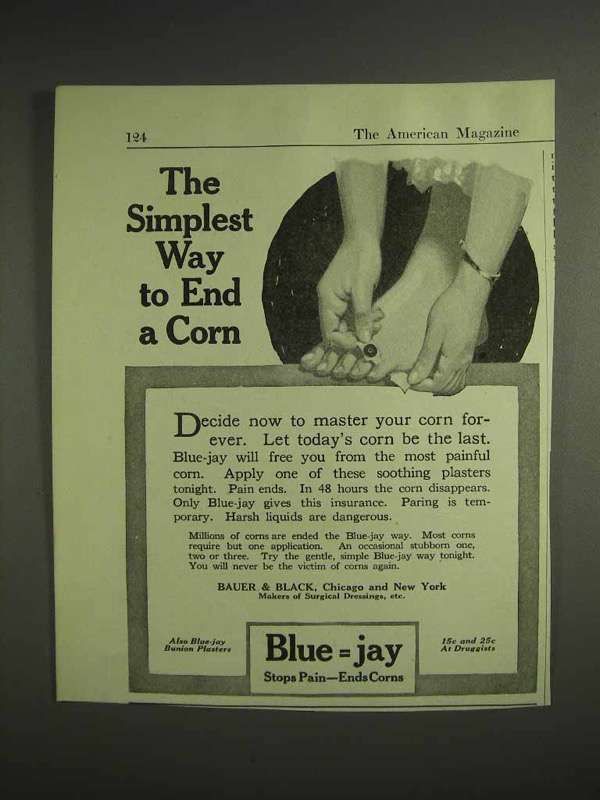 124
The American Magazine
The
Simplest
Way
to End
a Corn
Decide now to master your corn for-
ever. Let today's corn be the last.
Blue-jay will free you from the most painful
corn. Apply one of these soothing plasters
tonight. Pain ends. In 48 hours the corn disappears.
Only Blue-jay gives this insurance. Paring is tem-
porary. Harsh liquids are dangerous.
Millions of corns are ended the Blue-jay way. Most corns
require but one application. An occasional stubborn one,
two or three. Try the gentle, simple Blue-jay way tonight.
You will never be the victim of corns again.
BAUER & BLACK, Chicago and New York
Makers of Surgical Dressings, etc.
Also Blue-jay
Bunion Plasters
Blue=jay
Stops Pain—Ends Corns
15c and 25c
At Druggists